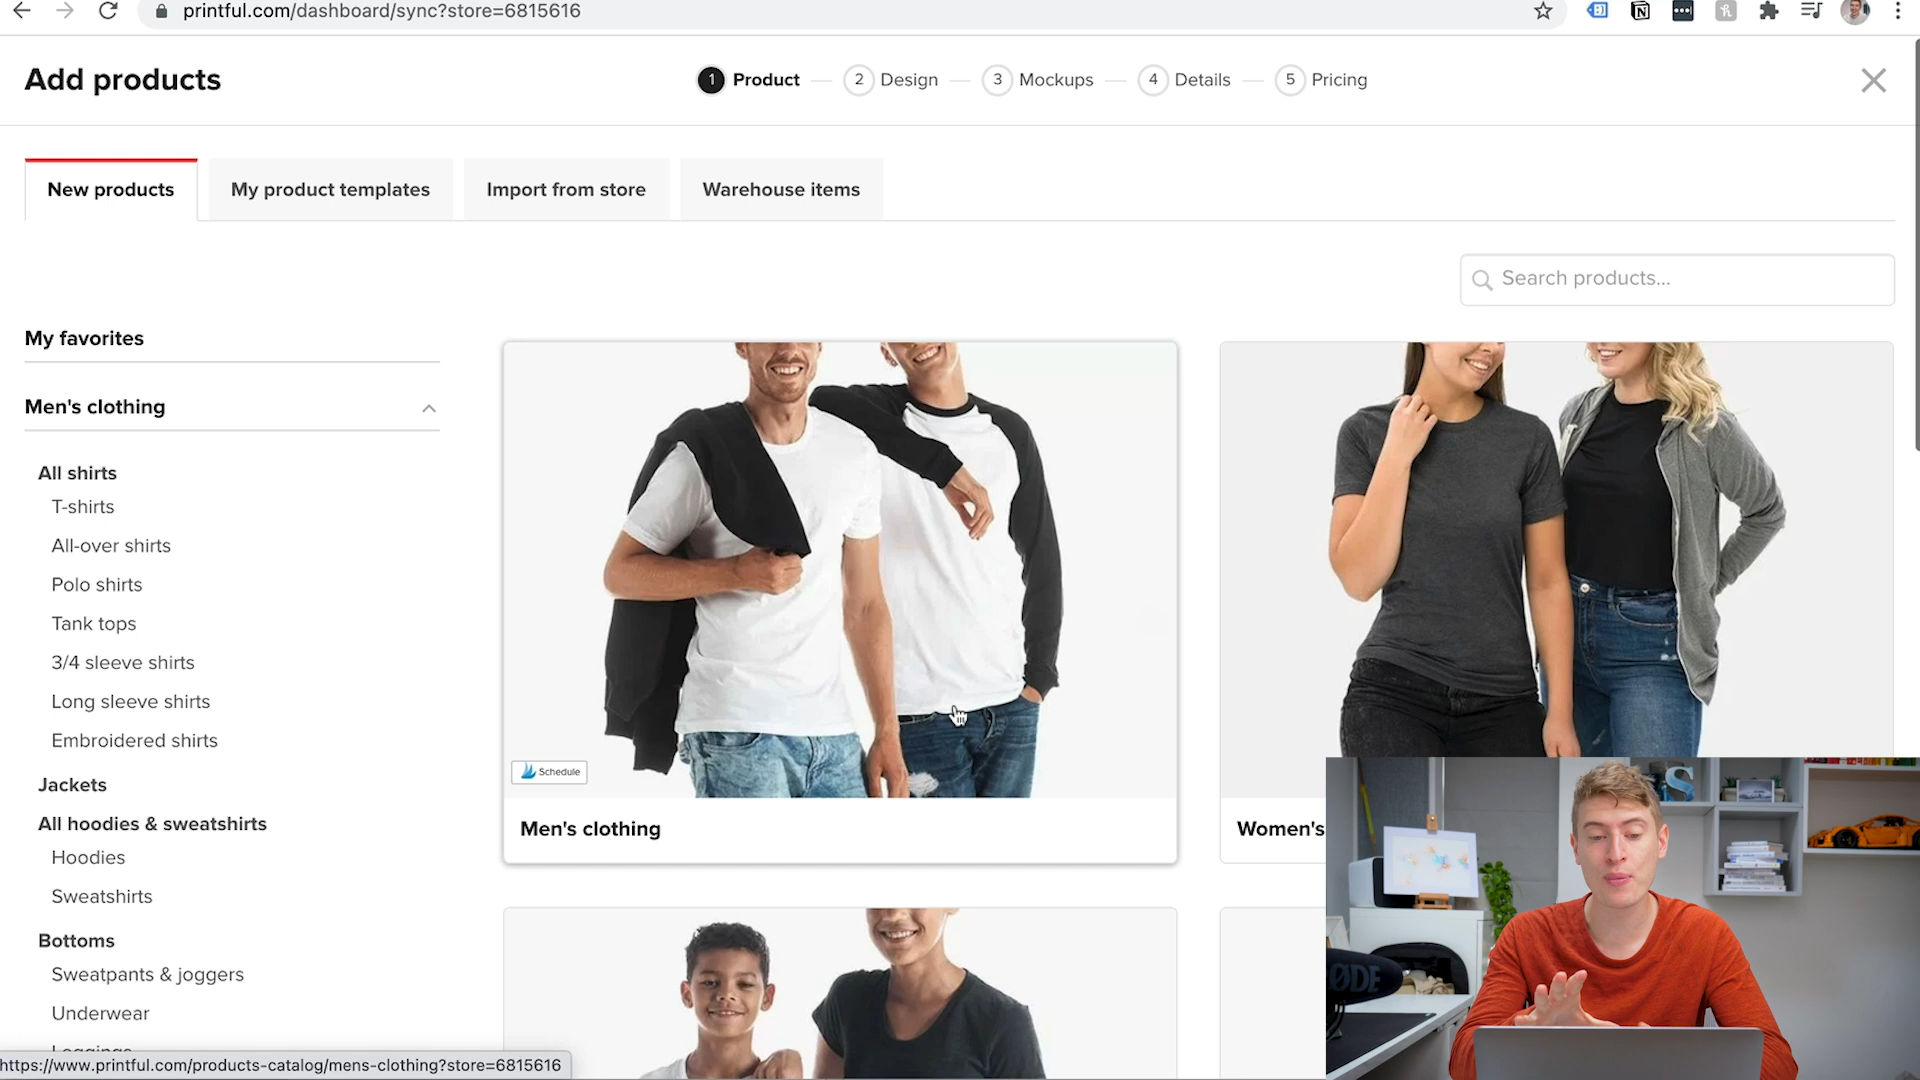 printful.com/dashboard/sync?store=6815616
Add products
1 Product
2 Design
3 Mockups
4 Details
5 Pricing
New products
My product templates
Import from store
Warehouse items
Search products...
My favorites
Men's clothing
All shirts
T-shirts
All-over shirts
Polo shirts
Tank tops
3/4 sleeve shirts
Long sleeve shirts
Embroidered shirts
Jackets
All hoodies & sweatshirts
Hoodies
Sweatshirts
Bottoms
Sweatpants & joggers
Underwear
Leggings
https://www.printful.com/products-catalog/mens-clothing?store=6815616
Schedule
Men's clothing
Women's
RØDE